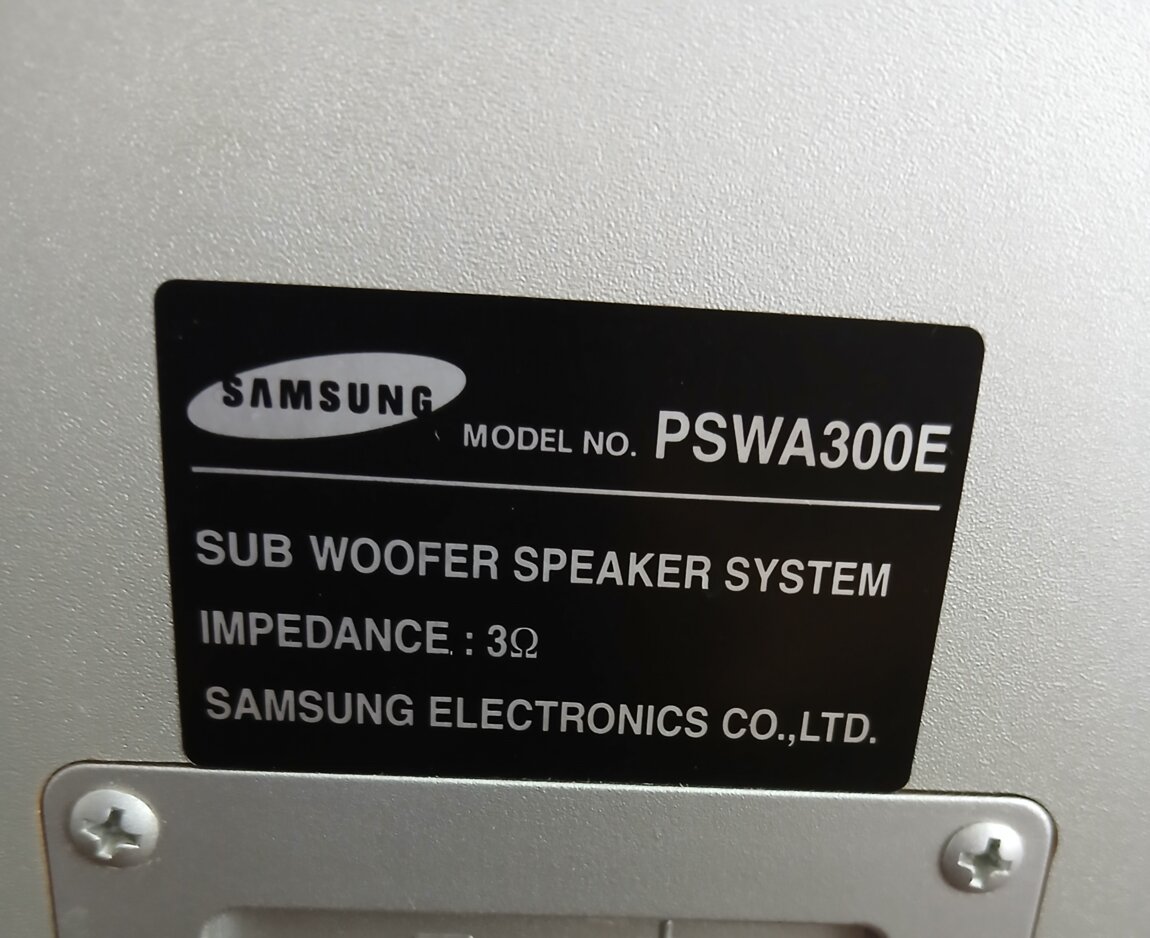 SAMSUNG MODEL NO. PSWA300E
SUB WOOFER SPEAKER SYSTEM
IMPEDANCE : 3Ω
SAMSUNG ELECTRONICS CO.,LTD.